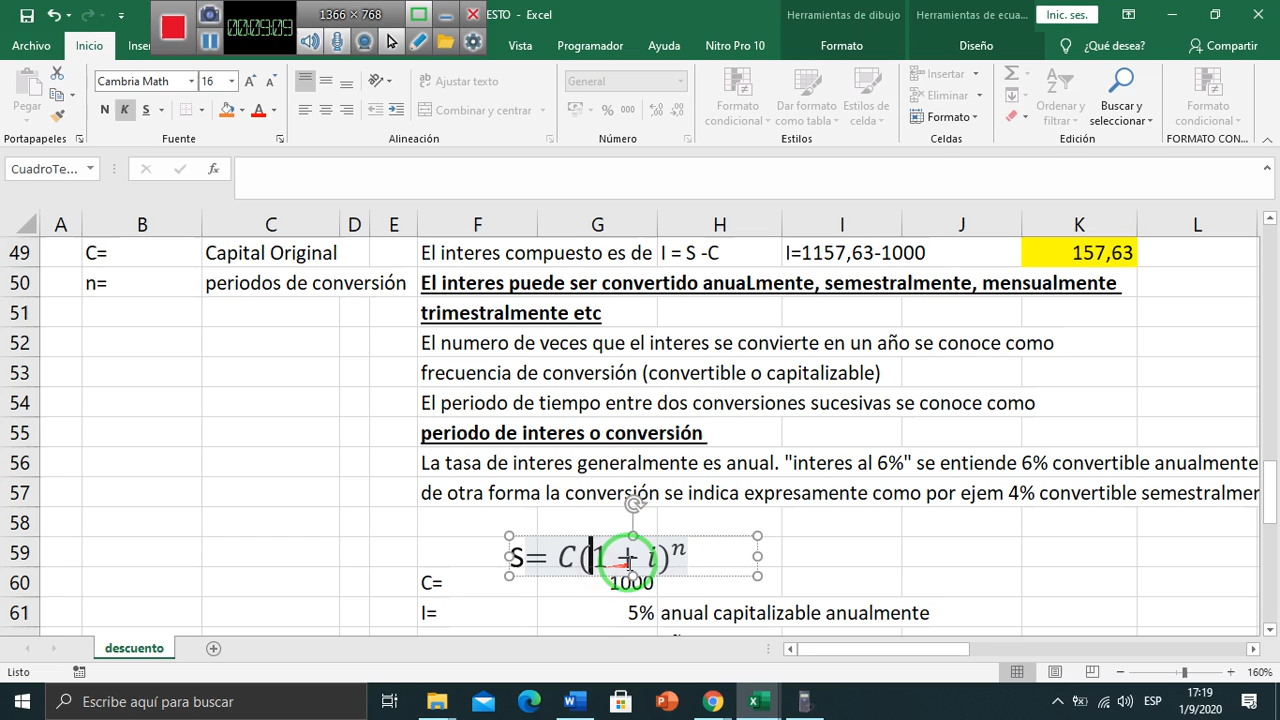 1366 × 768
00:09:09
ESTO - Excel
Herramientas de dibujo
Herramientas de ecua...
Inic. ses.
Archivo Inicio Inser Vista Programador Ayuda Nitro Pro 10 Formato Diseño ¿Qué desea? Compartir
Pegar
Cambria Math 16
N K S
Ajustar texto
Combinar y centrar
General
% 000
Formato condicional
Dar formato como tabla
Estilos de celda
Insertar
Eliminar
Formato
Ordenar y filtrar
Buscar y seleccionar
Formato condicional
Portapapeles Fuente Alineación Número Estilos Celdas Edición FORMATO CON...
CuadroTe... fx
A B C D E F G H I J K L
49 C= Capital Original El interes compuesto es de I = S -C I=1157,63-1000 157,63
50 n= periodos de conversión El interes puede ser convertido anuaLmente, semestralmente, mensualmente
51 trimestralmente etc
52 El numero de veces que el interes se convierte en un año se conoce como
53 frecuencia de conversión (convertible o capitalizable)
54 El periodo de tiempo entre dos conversiones sucesivas se conoce como
55 periodo de interes o conversión
56 La tasa de interes generalmente es anual. "interes al 6%" se entiende 6% convertible anualmente
57 de otra forma la conversión se indica expresamente como por ejem 4% convertible semestralmen
58
59 S= C(1 + i)^n
60 C= 1000
61 I= 5% anual capitalizable anualmente
descuento
Listo
160%
Escribe aquí para buscar
ESP
17:19
1/9/2020